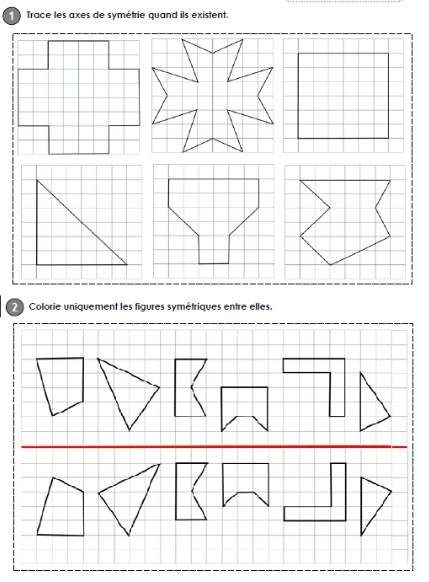 1 Trace les axes de symétrie quand ils existent.
2 Colorie uniquement les figures symétriques entre elles.